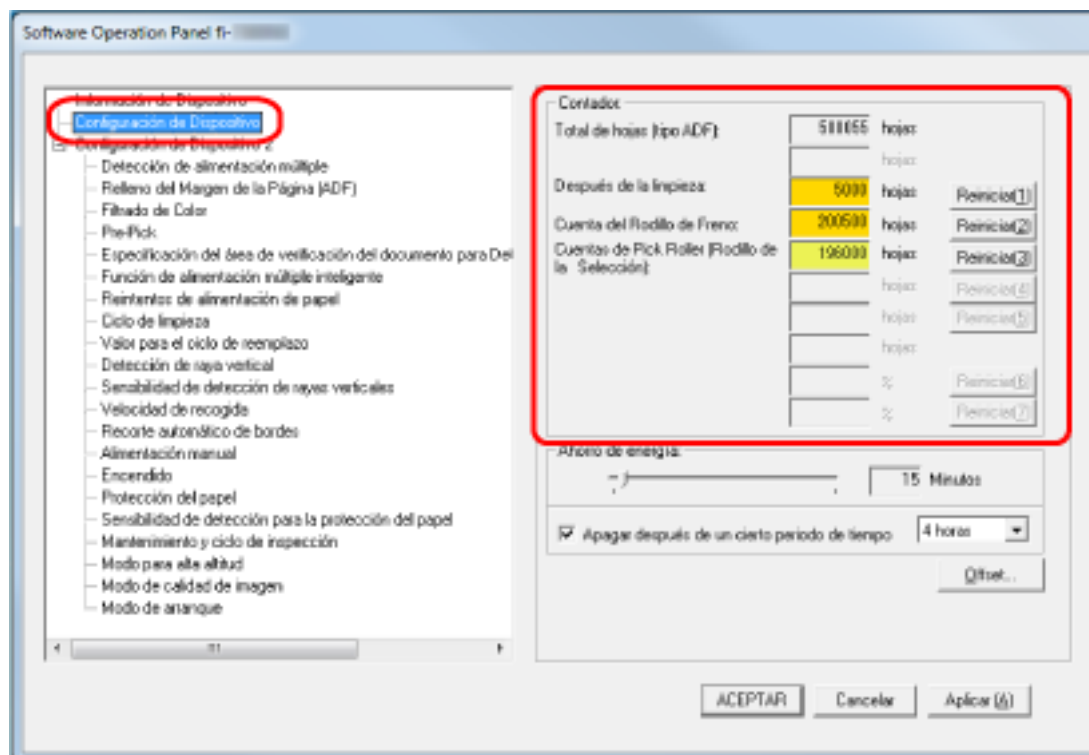 Software Operation Panel fi-
Información de Dispositivo
Configuración de Dispositivo
Configuración de Dispositivo 2
Detección de alimentación múltiple
Relleno del Margen de la Página (ADF)
Filtrado de Color
Pre-Pick
Especificación del área de verificación del documento para Det
Función de alimentación múltiple inteligente
Reintentos de alimentación de papel
Ciclo de limpieza
Valor para el ciclo de reemplazo
Detección de raya vertical
Sensibilidad de detección de rayas verticales
Velocidad de recogida
Recorte automático de bordes
Alimentación manual
Encendido
Protección del papel
Sensibilidad de detección para la protección del papel
Mantenimiento y ciclo de inspección
Modo para alta altitud
Modo de calidad de imagen
Modo de arranque
Contador
Total de hojas (tipo ADF): hojas
hojas
Después de la limpieza: 5000 hojas Reiniciar(1)
Cuenta del Rodillo de Freno: 200500 hojas Reiniciar(2)
Cuentas de Pick Roller (Rodillo de la Selección): 196000 hojas Reiniciar(3)
hojas Reiniciar(4)
hojas Reiniciar(5)
hojas
% Reiniciar(6)
% Reiniciar(7)
Ahorro de energía:
15 Minutos
Apagar después de un cierto periodo de tiempo 4 horas
Offset...
ACEPTAR Cancelar Aplicar (A)